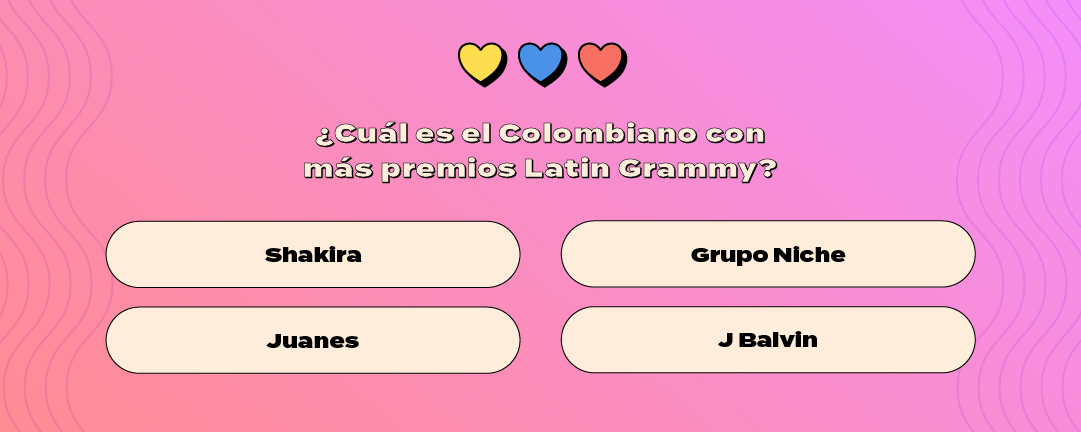 ¿Cuál es el Colombiano con
más premios Latin Grammy?
Shakira
Grupo Niche
Juanes
J Balvin